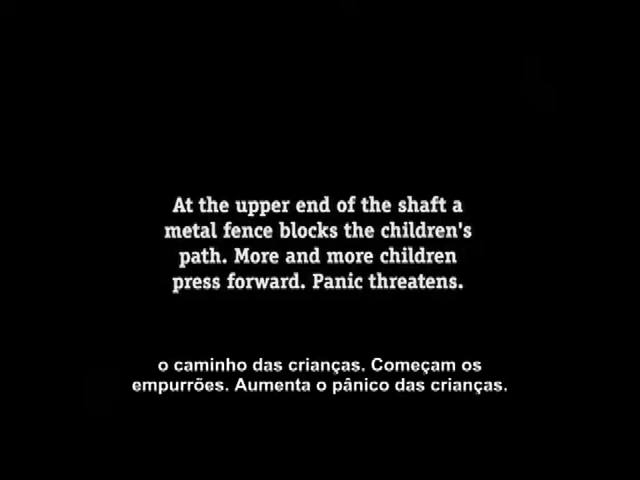 At the upper end of the shaft a
metal fence blocks the children's
path. More and more children
press forward. Panic threatens.
o caminho das crianças. Começam os
empurrões. Aumenta o pânico das crianças.